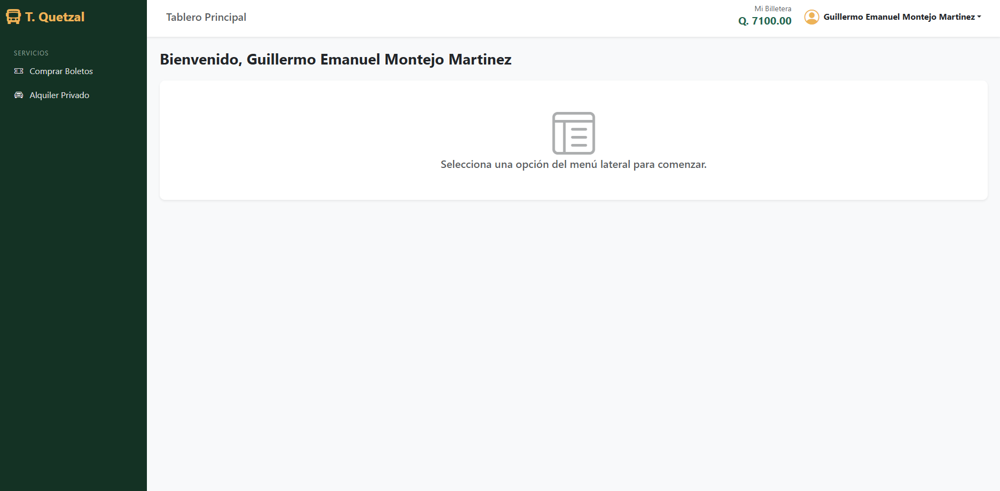 T. Quetzal
SERVICIOS
Comprar Boletos
Alquiler Privado
Tablero Principal
Mi Billetera
Q. 7100.00
Guillermo Emanuel Montejo Martinez
Bienvenido, Guillermo Emanuel Montejo Martinez
Selecciona una opción del menú lateral para comenzar.